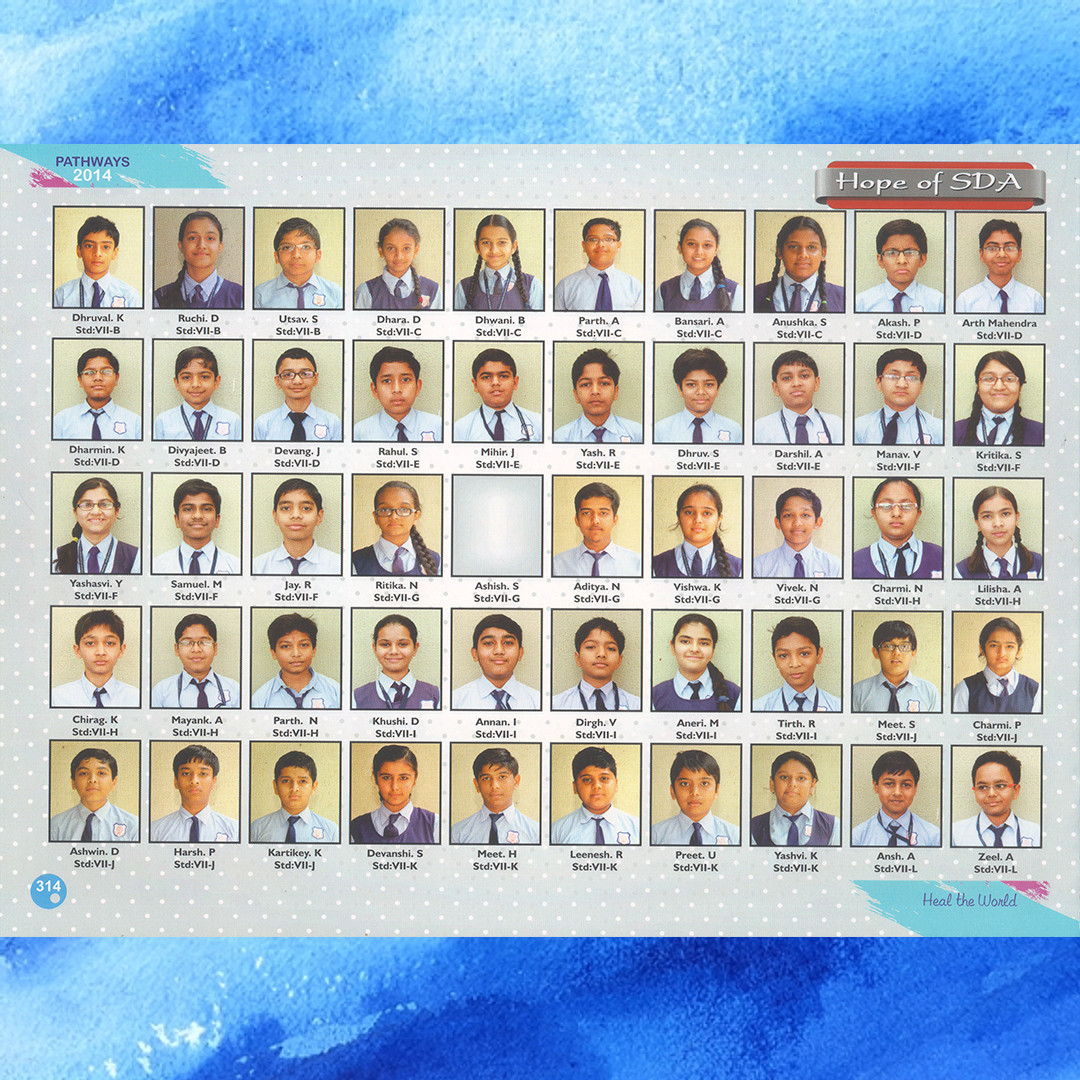 PATHWAYS
2014
Hope of SDA
Dhruval. K
Std:VII-B
Ruchi. D
Std:VII-B
Utsav. S
Std:VII-B
Dhara. D
Std:VII-C
Dhwani. B
Std:VII-C
Parth. A
Std:VII-C
Bansari. A
Std:VII-C
Anushka. S
Std:VII-C
Akash. P
Std:VII-D
Arth Mahendra
Std:VII-D
Dharmin. K
Std:VII-D
Divyajeet. B
Std:VII-D
Devang. J
Std:VII-D
Rahul. S
Std:VII-E
Mihir. J
Std:VII-E
Yash. R
Std:VII-E
Dhruv. S
Std:VII-E
Darshil. A
Std:VII-E
Manav. V
Std:VII-F
Kritika. S
Std:VII-F
Yashasvi. Y
Std:VII-F
Samuel. M
Std:VII-F
Jay. R
Std:VII-F
Ritika. N
Std:VII-G
Ashish. S
Std:VII-G
Aditya. N
Std:VII-G
Vishwa. K
Std:VII-G
Vivek. N
Std:VII-G
Charmi. N
Std:VII-H
Lilisha. A
Std:VII-H
Chirag. K
Std:VII-H
Mayank. A
Std:VII-H
Parth. N
Std:VII-H
Khushi. D
Std:VII-I
Annan. I
Std:VII-I
Dirgh. V
Std:VII-I
Aneri. M
Std:VII-I
Tirth. R
Std:VII-I
Meet. S
Std:VII-J
Charmi. P
Std:VII-J
Ashwin. D
Std:VII-J
Harsh. P
Std:VII-J
Kartikey. K
Std:VII-J
Devanshi. S
Std:VII-K
Meet. H
Std:VII-K
Leenesh. R
Std:VII-K
Preet. U
Std:VII-K
Yashvi. K
Std:VII-K
Ansh. A
Std:VII-L
Zeel. A
Std:VII-L
314
Heal the World